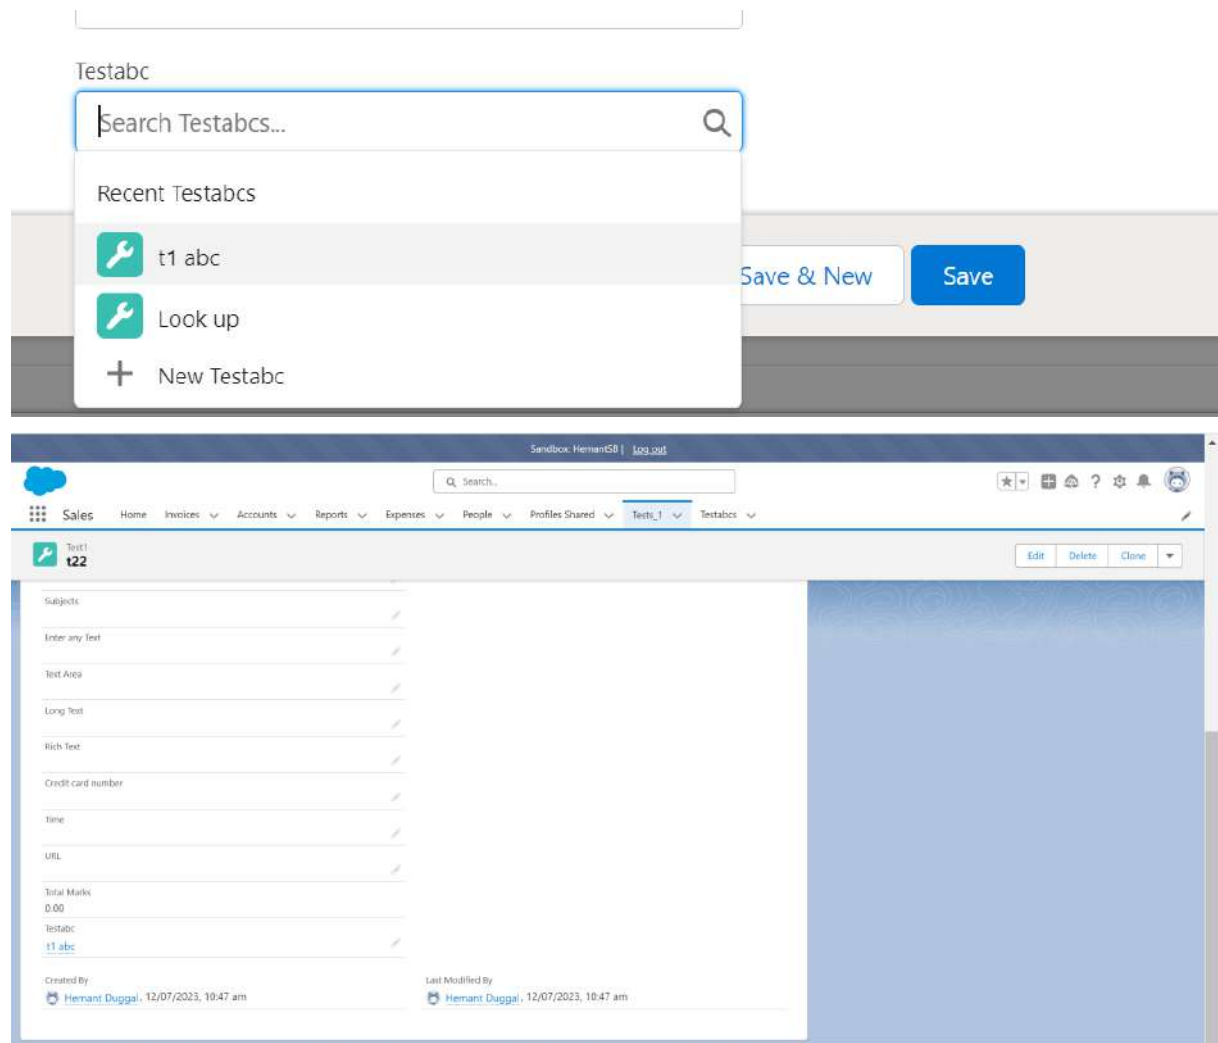 Testabc
Search Testabcs...
Recent Testabcs
t1 abc
Look up
New Testabc
Save & New
Save
Sandbox: HemantSB | Log out
Search...
Sales Home Invoices Accounts Reports Expenses People Profiles Shared Tests_1 Testabcs
Test1
t22
Edit Delete Clone
Subjects
Enter any Text
Text Area
Long Text
Rich Text
Credit card number
Time
URL
Total Marks
0.00
Testabc
t1 abc
Created By
Hemant Duggal, 12/07/2023, 10:47 am
Last Modified By
Hemant Duggal, 12/07/2023, 10:47 am